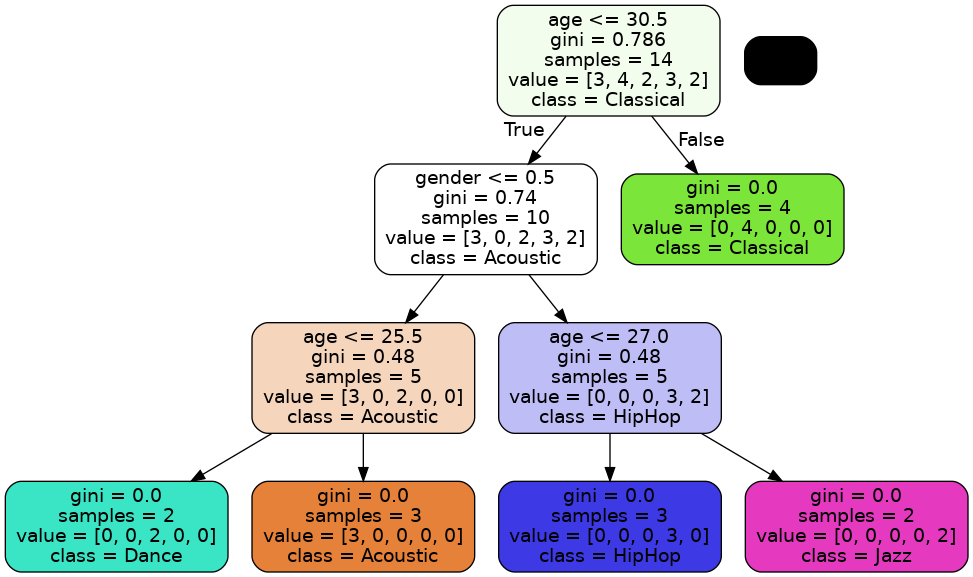 age <= 30.5
gini = 0.786
samples = 14
value = [3, 4, 2, 3, 2]
class = Classical
True
False
gender <= 0.5
gini = 0.74
samples = 10
value = [3, 0, 2, 3, 2]
class = Acoustic
gini = 0.0
samples = 4
value = [0, 4, 0, 0, 0]
class = Classical
age <= 25.5
gini = 0.48
samples = 5
value = [3, 0, 2, 0, 0]
class = Acoustic
age <= 27.0
gini = 0.48
samples = 5
value = [0, 0, 0, 3, 2]
class = HipHop
gini = 0.0
samples = 2
value = [0, 0, 2, 0, 0]
class = Dance
gini = 0.0
samples = 3
value = [3, 0, 0, 0, 0]
class = Acoustic
gini = 0.0
samples = 3
value = [0, 0, 0, 3, 0]
class = HipHop
gini = 0.0
samples = 2
value = [0, 0, 0, 0, 2]
class = Jazz